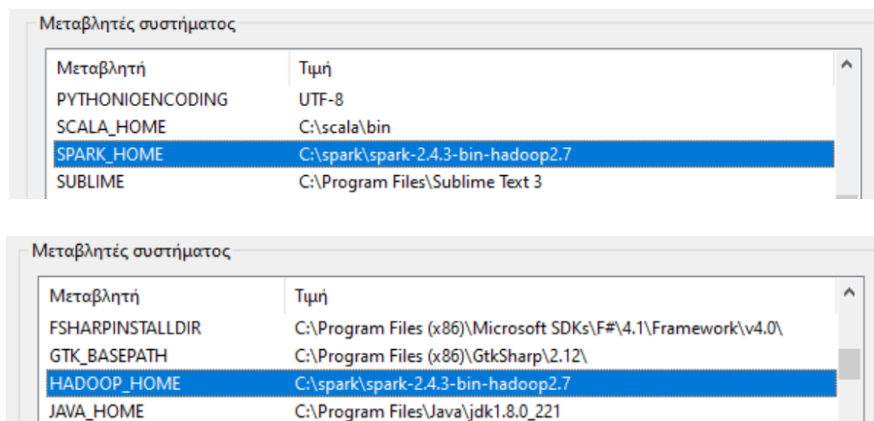 Μεταβλητές συστήματος
Μεταβλητή Τιμή
PYTHONIOENCODING UTF-8
SCALA_HOME C:\scala\bin
SPARK_HOME C:\spark\spark-2.4.3-bin-hadoop2.7
SUBLIME C:\Program Files\Sublime Text 3
Μεταβλητές συστήματος
Μεταβλητή Τιμή
FSHARPINSTALLDIR C:\Program Files (x86)\Microsoft SDKs\F#\4.1\Framework\v4.0\
GTK_BASEPATH C:\Program Files (x86)\GtkSharp\2.12\
HADOOP_HOME C:\spark\spark-2.4.3-bin-hadoop2.7
JAVA_HOME C:\Program Files\Java\jdk1.8.0_221